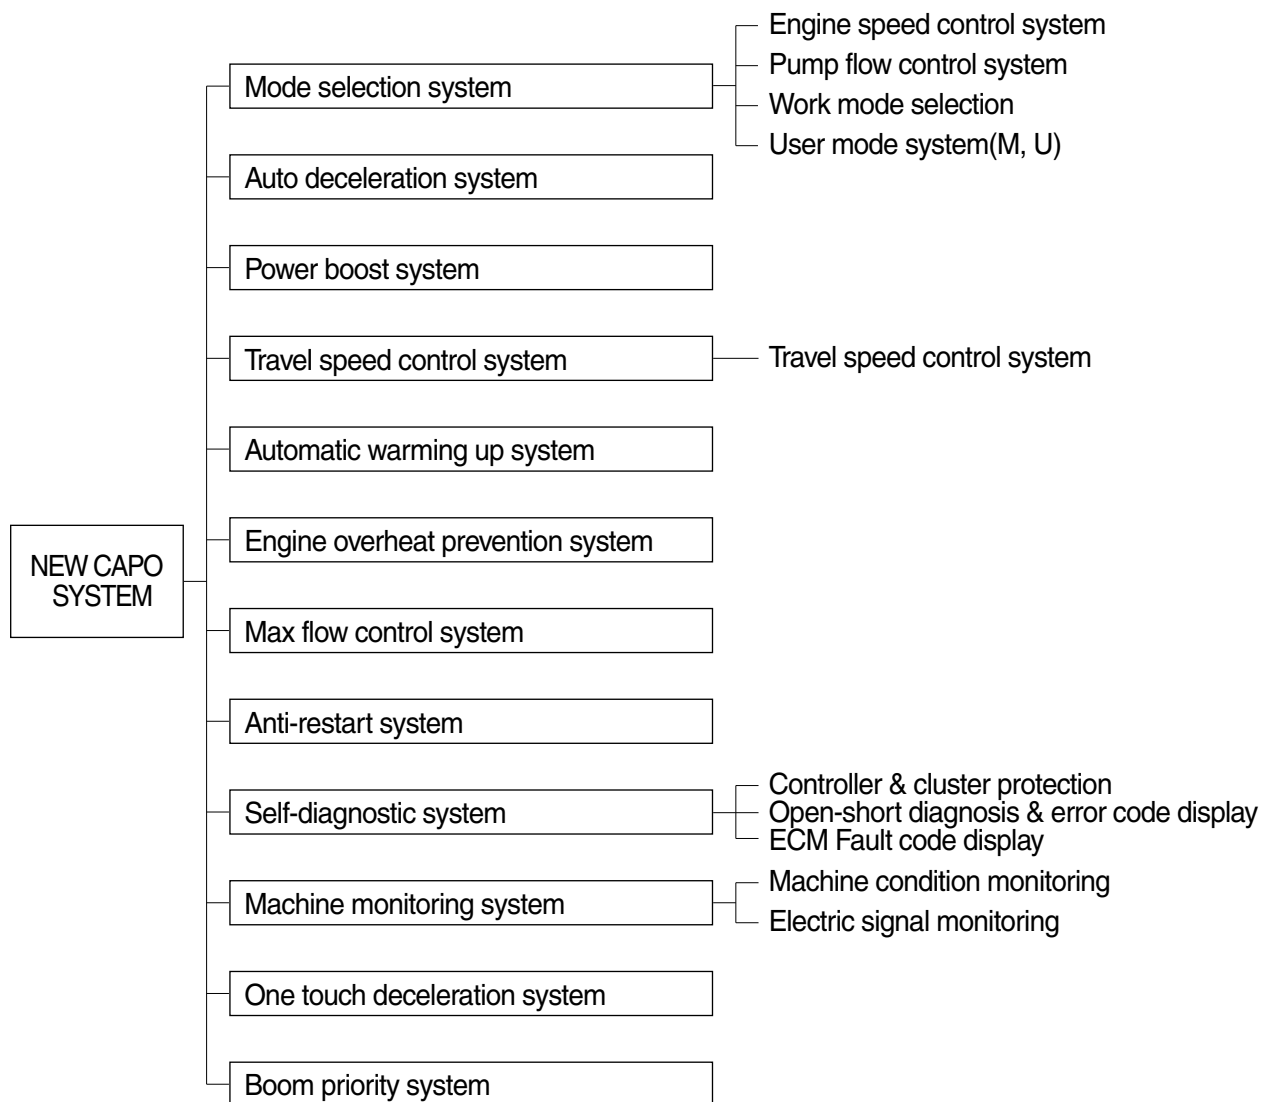 Engine speed control system
Pump flow control system
Mode selection system
Work mode selection
User mode system(M, U)
Auto deceleration system
Power boost system
Travel speed control system
Travel speed control system
Automatic warming up system
Engine overheat prevention system
NEW CAPO
SYSTEM
Max flow control system
Anti-restart system
Self-diagnostic system
Controller & cluster protection
Open-short diagnosis & error code display
ECM Fault code display
Machine monitoring system
Machine condition monitoring
Electric signal monitoring
One touch deceleration system
Boom priority system